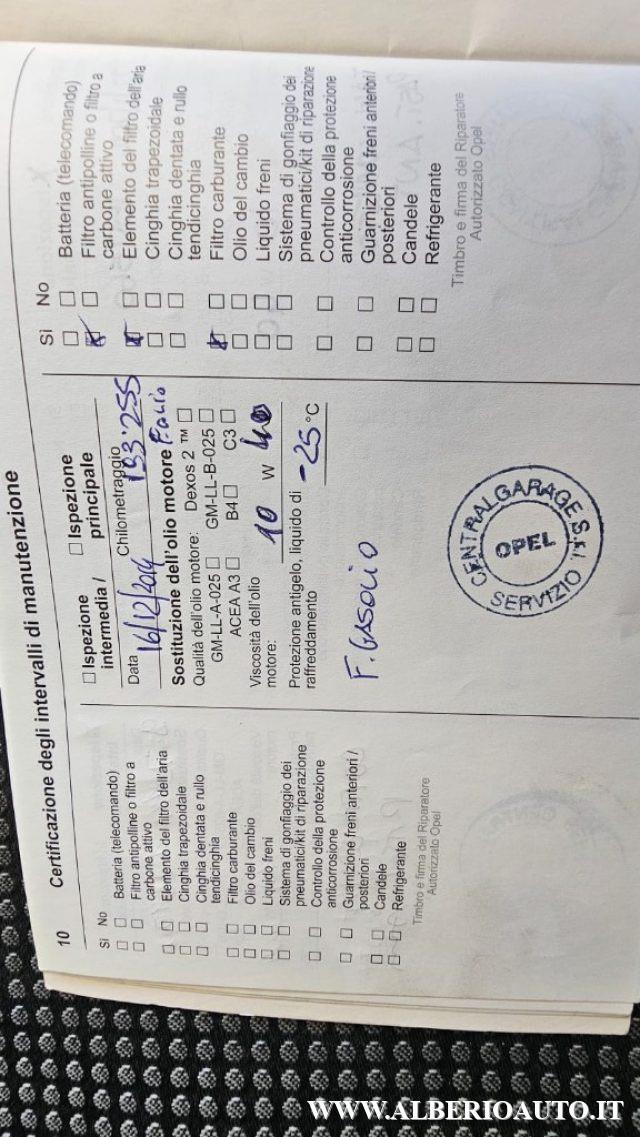 10
Certificazione degli intervalli di manutenzione
Sì No
Batteria (telecomando)
Filtro antipolline o filtro a
carbone attivo
Elemento del filtro dell'aria
Cinghia trapezoidale
Cinghia dentata e rullo
tendicinghia
Filtro carburante
Olio del cambio
Liquido freni
Sistema di gonfiaggio dei
pneumatici/kit di riparazione
Controllo della protezione
anticorrosione
Guarnizione freni anteriori /
posteriori
Candele
Refrigerante
Timbro e firma del Riparatore
Autorizzato Opel
Ispezione
intermedia /
Ispezione
principale
Data
Chilometraggio
16/12/2014
193'255
Sostituzione dell'olio motore F.olio
Qualità dell'olio motore: Dexos 2 ™
GM-LL-A-025 GM-LL-B-025
ACEA A3 B4 C3
Viscosità dell'olio
motore:
10 W 40
Protezione antigelo, liquido di
raffreddamento
-25 °C
F. GASOLIO
CENTRALGARAGE S.r.l.
OPEL
SERVIZIO
Sì No
Batteria (telecomando)
Filtro antipolline o filtro a
carbone attivo
Elemento del filtro dell'aria
Cinghia trapezoidale
Cinghia dentata e rullo
tendicinghia
Filtro carburante
Olio del cambio
Liquido freni
Sistema di gonfiaggio dei
pneumatici/kit di riparazione
Controllo della protezione
anticorrosione
Guarnizione freni anteriori /
posteriori
Candele
Refrigerante
Timbro e firma del Riparatore
Autorizzato Opel
WWW.ALBERIOAUTO.IT